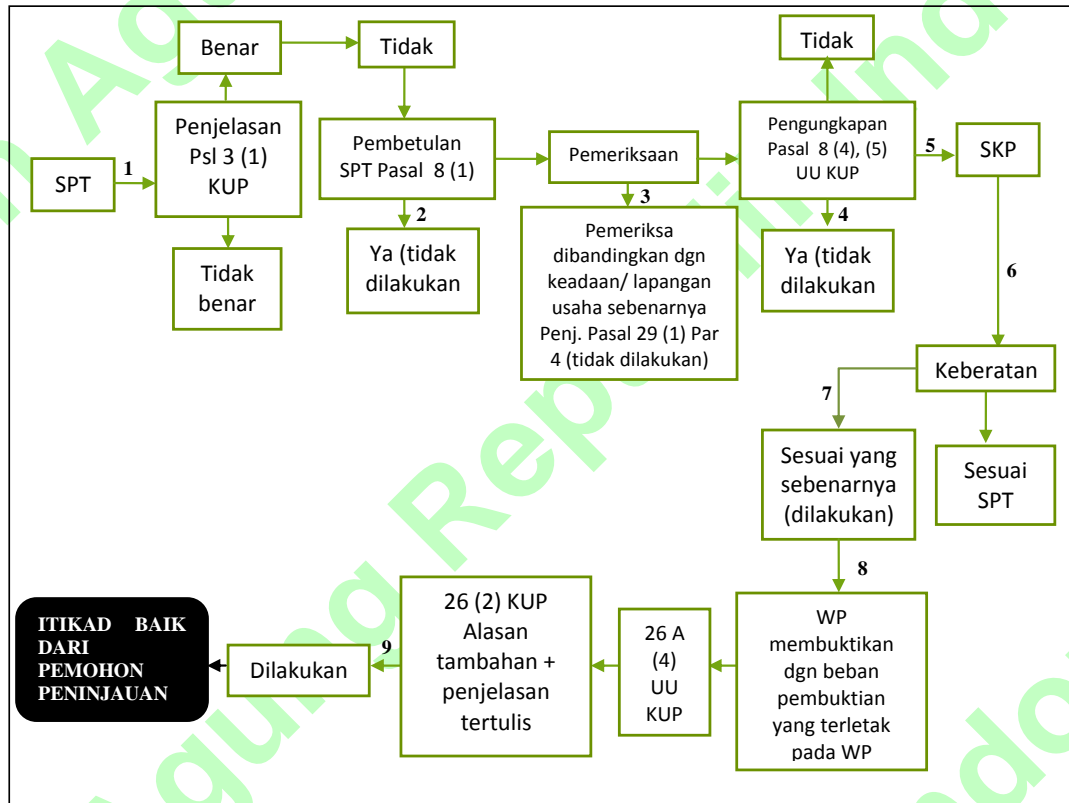 Benar
Tidak
Tidak
SPT
1
Penjelasan
Psl 3 (1)
KUP
Tidak
benar
Pembetulan
SPT Pasal 8 (1)
2
Ya (tidak
dilakukan
Pemeriksaan
3
Pemeriksa
dibandingkan dgn
keadaan/ lapangan
usaha sebenarnya
Penj. Pasal 29 (1) Par
4 (tidak dilakukan)
Pengungkapan
Pasal 8 (4), (5)
UU KUP
4
Ya (tidak
dilakukan
5
SKP
6
Keberatan
7
Sesuai yang
sebenarnya
(dilakukan)
Sesuai
SPT
8
WP
membuktikan
dgn beban
pembuktian
yang terletak
pada WP
26 A
(4)
UU
KUP
26 (2) KUP
Alasan
tambahan +
penjelasan
tertulis
9
Dilakukan
ITIKAD BAIK
DARI
PEMOHON
PENINJAUAN
Agung Republik Indo